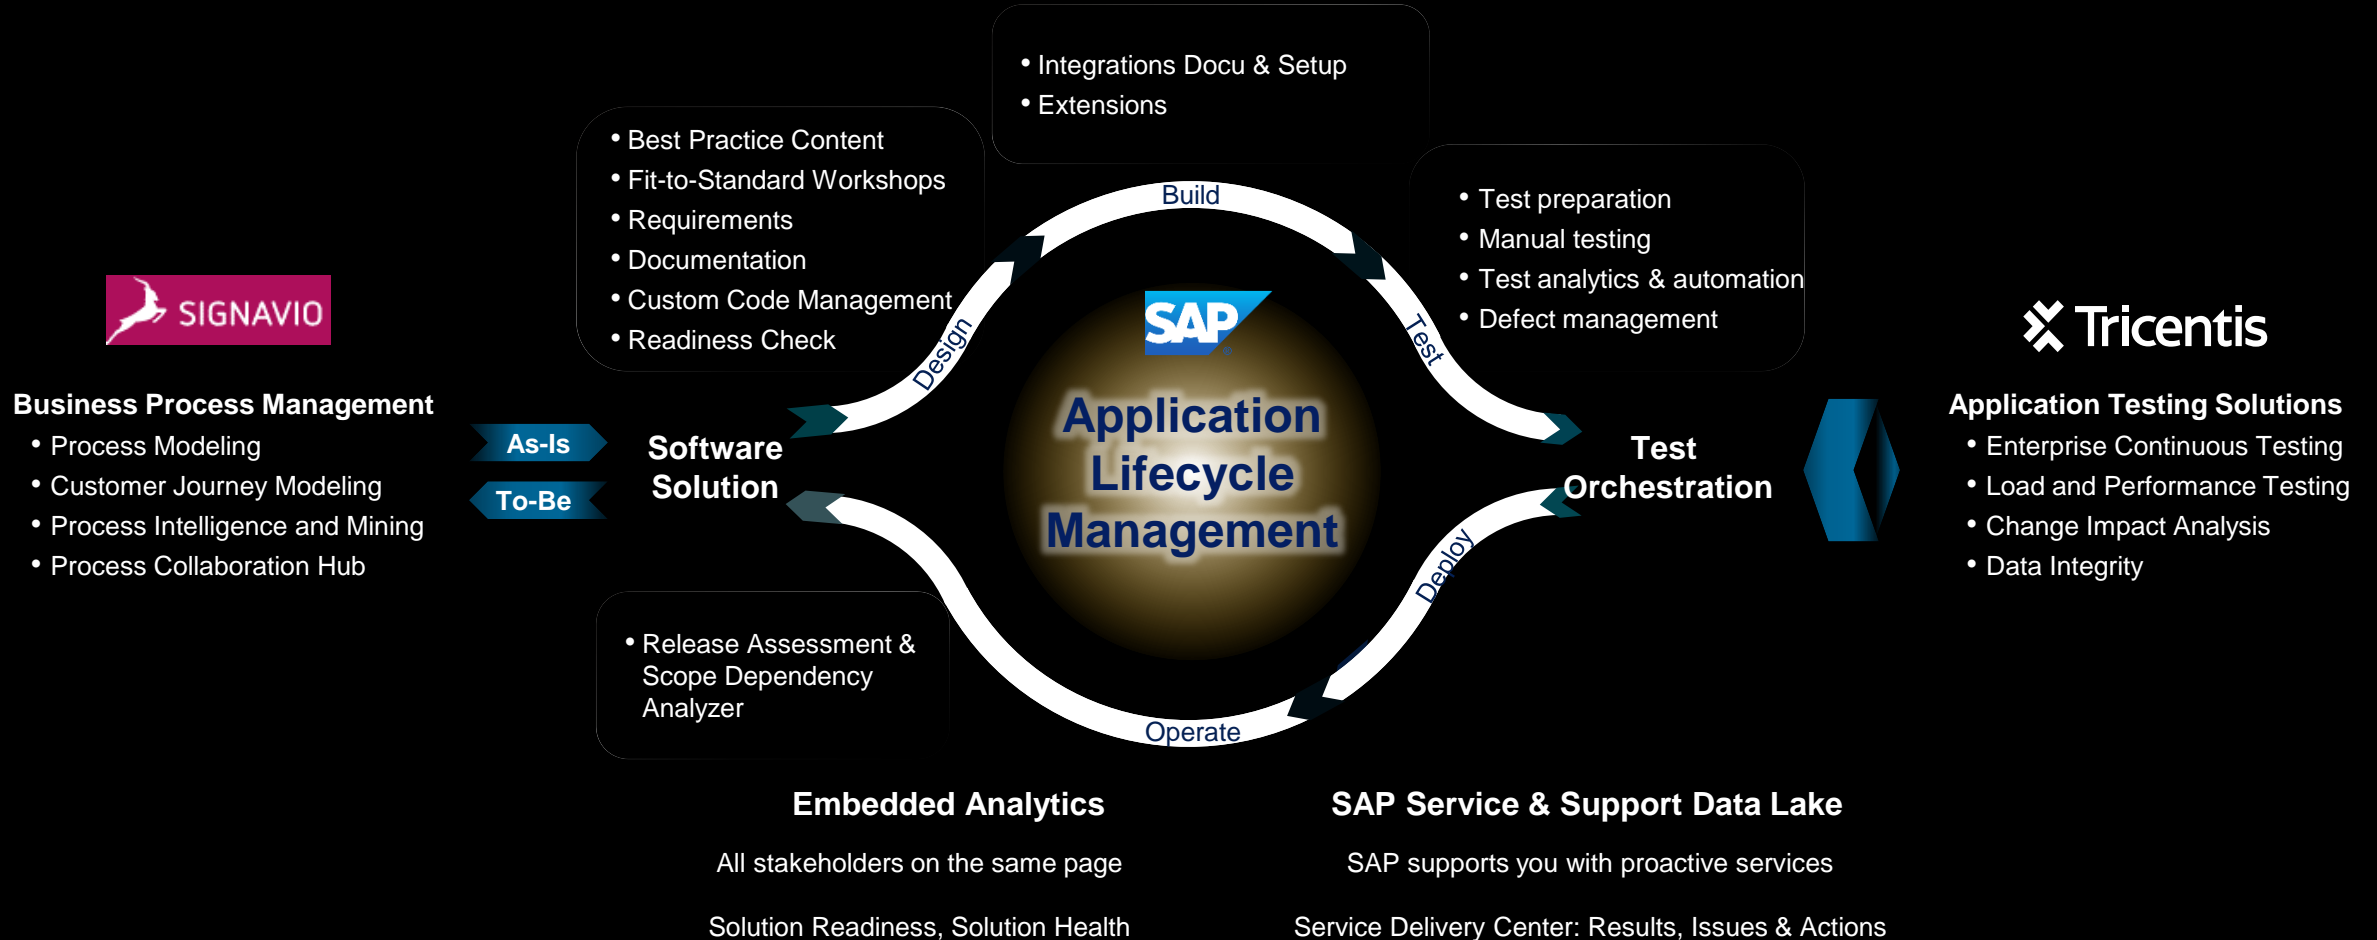 • Integrations Docu & Setup
• Extensions
• Best Practice Content
• Fit-to-Standard Workshops
• Requirements
• Documentation
• Custom Code Management
• Readiness Check
Build
• Test preparation
• Manual testing
• Test analytics & automation
• Defect management
SIGNAVIO
Business Process Management
• Process Modeling
• Customer Journey Modeling
• Process Intelligence and Mining
• Process Collaboration Hub
As-Is
To-Be
Software
Solution
Design
SAP
Application
Lifecycle
Management
Test
Test
Orchestration
Deploy
Tricentis
Application Testing Solutions
• Enterprise Continuous Testing
• Load and Performance Testing
• Change Impact Analysis
• Data Integrity
• Release Assessment &
Scope Dependency
Analyzer
Operate
Embedded Analytics
All stakeholders on the same page
Solution Readiness, Solution Health
SAP Service & Support Data Lake
SAP supports you with proactive services
Service Delivery Center: Results, Issues & Actions